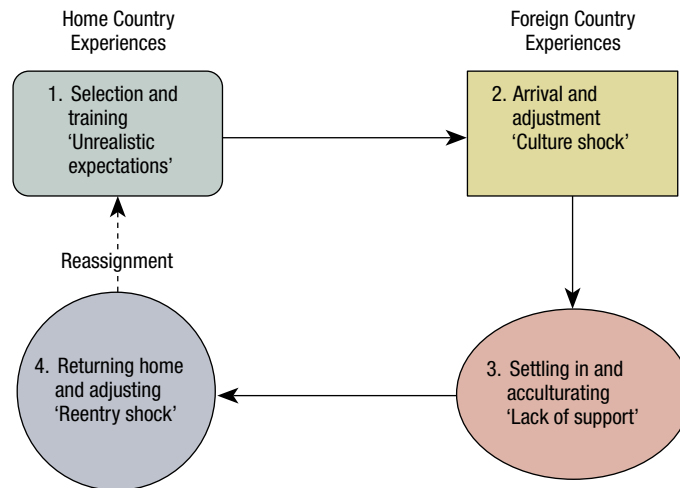 Home Country
Experiences
Foreign Country
Experiences
1. Selection and
training
‘Unrealistic
expectations’
2. Arrival and
adjustment
‘Culture shock’
Reassignment
4. Returning home
and adjusting
‘Reentry shock’
3. Settling in and
acculturating
‘Lack of support’